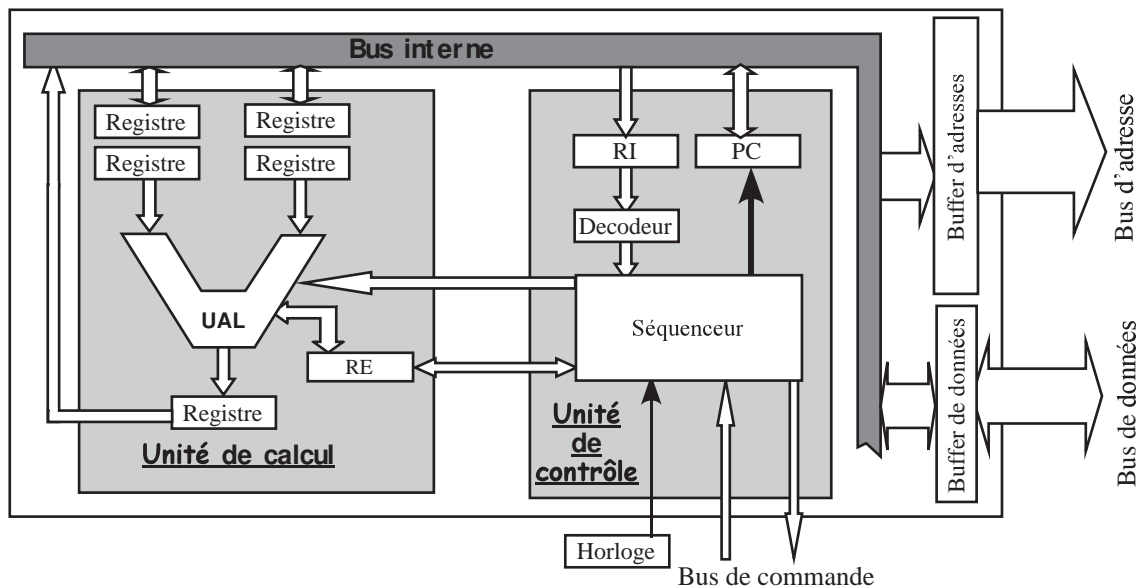 Bus interne
Registre
Registre
Registre
Registre
RI
PC
Decodeur
UAL
Séquenceur
RE
Registre
Unité de calcul
Unité
de
contrôle
Horloge
Bus de commande
Buffer d'adresses
Bus d'adresse
Buffer de données
Bus de données